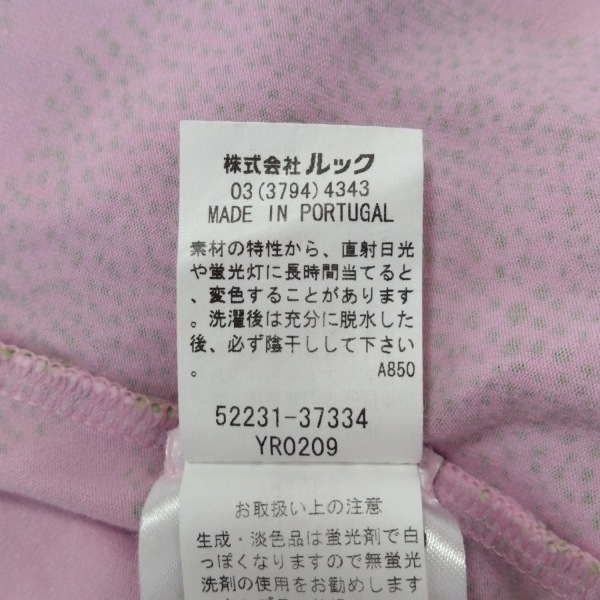 株式会社 ルック
03(3794)4343
MADE IN PORTUGAL
素材の特性から、直射日光
や蛍光灯に長時間当てると
、変色することがあります
。洗濯後は充分に脱水した
後、必ず陰干しして下さい
。 A850
52231-37334
YR0209
お取扱い上の注意
生成・淡色品は蛍光剤で白
っぽくなりますので無蛍光
洗剤の使用をお勧めします